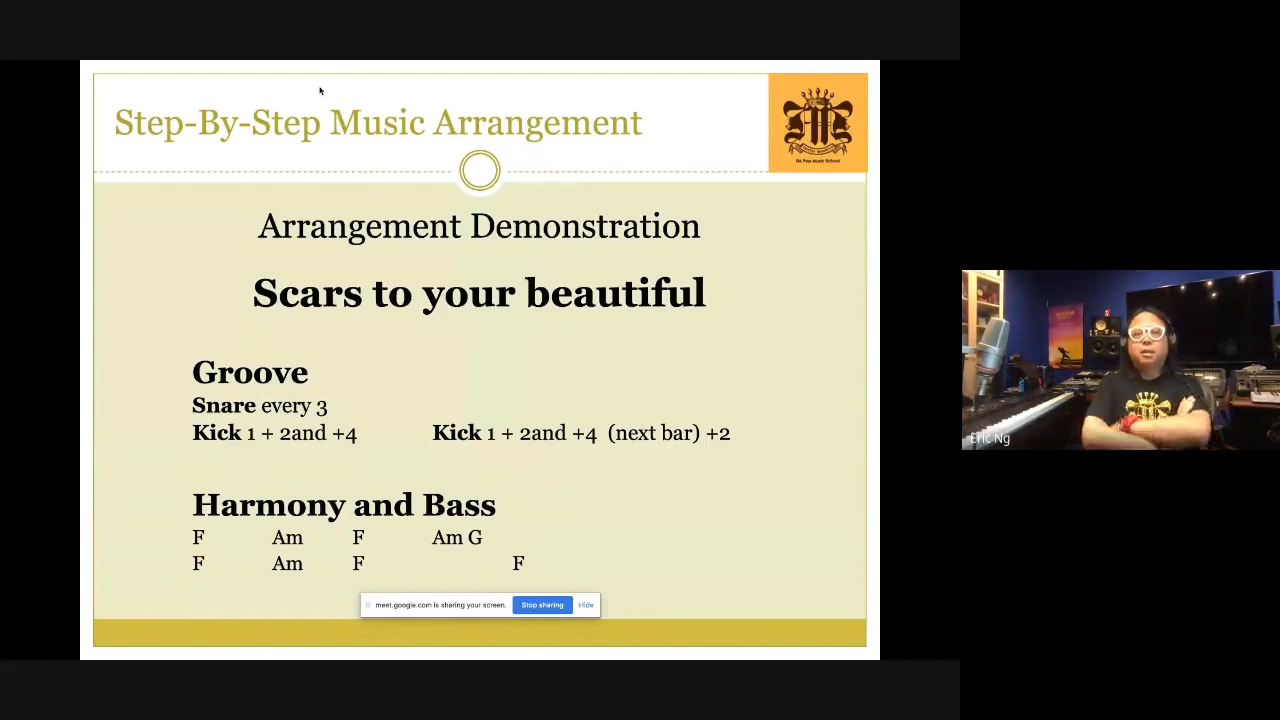 Step-By-Step Music Arrangement
Arrangement Demonstration
Scars to your beautiful
Groove
Snare every 3
Kick 1 + 2and +4 Kick 1 + 2and +4 (next bar) +2
Harmony and Bass
F Am F Am G
F Am F F
meet.google.com is sharing your screen. Stop sharing Hide
Eric Ng